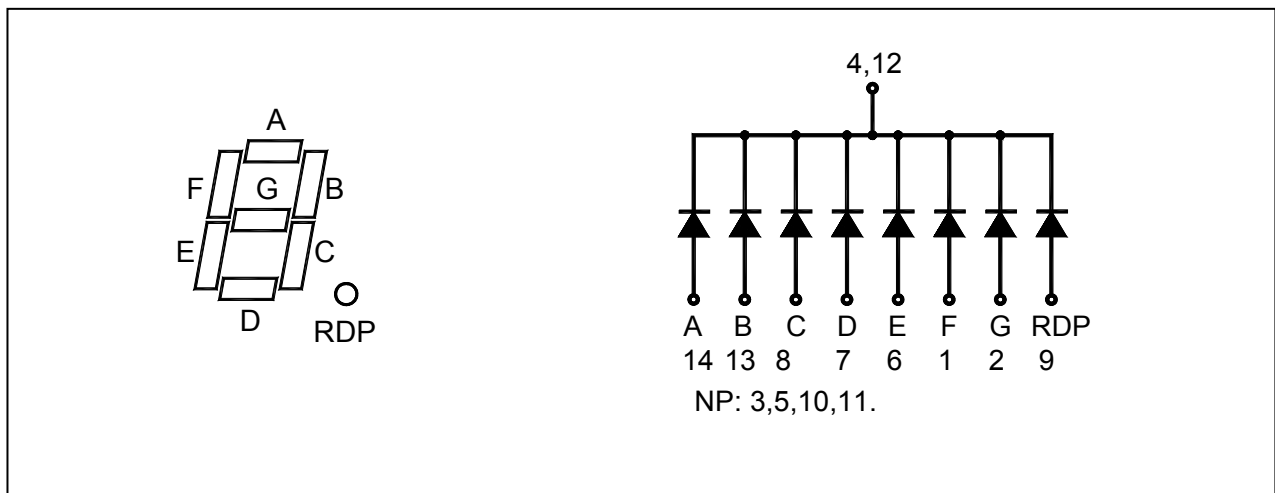 A
F G B
E C
D
RDP
4,12
A B C D E F G RDP
14 13 8 7 6 1 2 9
NP: 3,5,10,11.